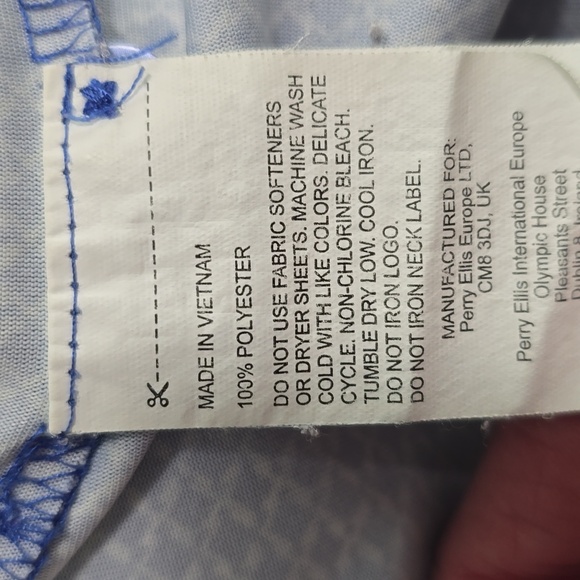 MADE IN VIETNAM
100% POLYESTER
DO NOT USE FABRIC SOFTENERS
OR DRYER SHEETS. MACHINE WASH
COLD WITH LIKE COLORS. DELICATE
CYCLE. NON-CHLORINE BLEACH.
TUMBLE DRY LOW. COOL IRON.
DO NOT IRON LOGO.
DO NOT IRON NECK LABEL.
MANUFACTURED FOR:
Perry Ellis Europe LTD,
CM8 3DJ, UK
Perry Ellis International Europe
Olympic House
Pleasants Street